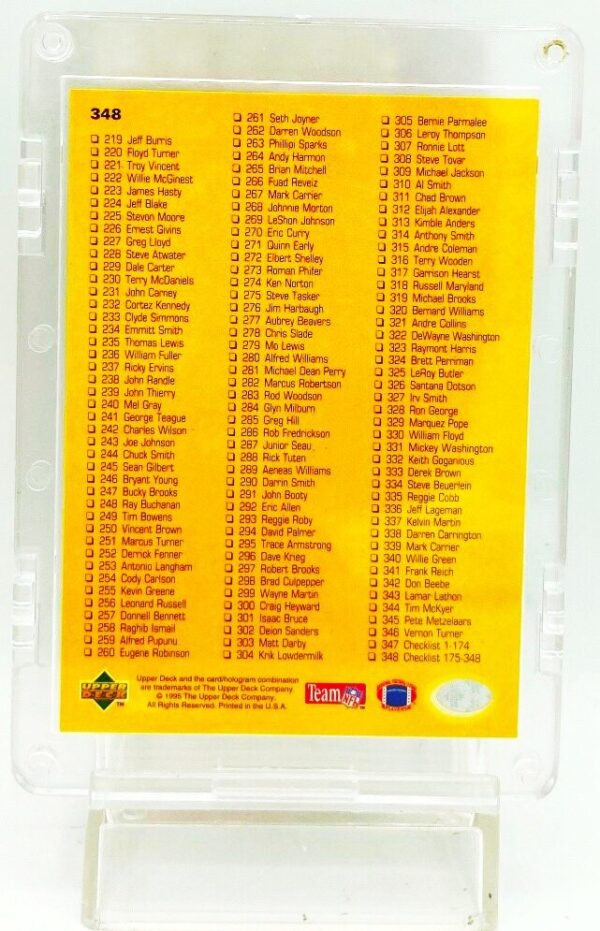 348
❑ 219 Jeff Burris
❑ 220 Floyd Turner
❑ 221 Troy Vincent
❑ 222 Willie McGinest
❑ 223 James Hasty
❑ 224 Jeff Blake
❑ 225 Stevon Moore
❑ 226 Ernest Givins
❑ 227 Greg Lloyd
❑ 228 Steve Atwater
❑ 229 Dale Carter
❑ 230 Terry McDaniels
❑ 231 John Carney
❑ 232 Cortez Kennedy
❑ 233 Clyde Simmons
❑ 234 Emmitt Smith
❑ 235 Thomas Lewis
❑ 236 William Fuller
❑ 237 Ricky Ervins
❑ 238 John Randle
❑ 239 John Thierry
❑ 240 Mel Gray
❑ 241 George Teague
❑ 242 Charles Wilson
❑ 243 Joe Johnson
❑ 244 Chuck Smith
❑ 245 Sean Gilbert
❑ 246 Bryant Young
❑ 247 Bucky Brooks
❑ 248 Ray Buchanan
❑ 249 Tim Bowens
❑ 250 Vincent Brown
❑ 251 Marcus Turner
❑ 252 Derrick Fenner
❑ 253 Antonio Langham
❑ 254 Cody Carlson
❑ 255 Kevin Greene
❑ 256 Leonard Russell
❑ 257 Donnell Bennett
❑ 258 Raghib Ismail
❑ 259 Alfred Pupunu
❑ 260 Eugene Robinson
❑ 261 Seth Joyner
❑ 262 Darren Woodson
❑ 263 Phillipi Sparks
❑ 264 Andy Harmon
❑ 265 Brian Mitchell
❑ 266 Fuad Reveiz
❑ 267 Mark Carrier
❑ 268 Johnnie Morton
❑ 269 LeShon Johnson
❑ 270 Eric Curry
❑ 271 Quinn Early
❑ 272 Elbert Shelley
❑ 273 Roman Phifer
❑ 274 Ken Norton
❑ 275 Steve Tasker
❑ 276 Jim Harbaugh
❑ 277 Aubrey Beavers
❑ 278 Chris Slade
❑ 279 Mo Lewis
❑ 280 Alfred Williams
❑ 281 Michael Dean Perry
❑ 282 Marcus Robertson
❑ 283 Rod Woodson
❑ 284 Glyn Milburn
❑ 285 Greg Hill
❑ 286 Rob Fredrickson
❑ 287 Junior Seau
❑ 288 Rick Tuten
❑ 289 Aeneas Williams
❑ 290 Darrin Smith
❑ 291 John Booty
❑ 292 Eric Allen
❑ 293 Reggie Roby
❑ 294 David Palmer
❑ 295 Trace Armstrong
❑ 296 Dave Krieg
❑ 297 Robert Brooks
❑ 298 Brad Culpepper
❑ 299 Wayne Martin
❑ 300 Craig Heyward
❑ 301 Isaac Bruce
❑ 302 Deion Sanders
❑ 303 Matt Darby
❑ 304 Kirk Lowdermilk
❑ 305 Bernie Parmalee
❑ 306 Leroy Thompson
❑ 307 Ronnie Lott
❑ 308 Steve Tovar
❑ 309 Michael Jackson
❑ 310 Al Smith
❑ 311 Chad Brown
❑ 312 Elijah Alexander
❑ 313 Kimble Anders
❑ 314 Anthony Smith
❑ 315 Andre Coleman
❑ 316 Terry Wooden
❑ 317 Garrison Hearst
❑ 318 Russell Maryland
❑ 319 Michael Brooks
❑ 320 Bernard Williams
❑ 321 Andre Collins
❑ 322 DeWayne Washington
❑ 323 Raymont Harris
❑ 324 Brett Perriman
❑ 325 LeRoy Butler
❑ 326 Santana Dotson
❑ 327 Irv Smith
❑ 328 Ron George
❑ 329 Marquez Pope
❑ 330 William Floyd
❑ 331 Mickey Washington
❑ 332 Keith Goganious
❑ 333 Derek Brown
❑ 334 Steve Beuerlein
❑ 335 Reggie Cobb
❑ 336 Jeff Lageman
❑ 337 Kelvin Martin
❑ 338 Darren Carrington
❑ 339 Mark Carrier
❑ 340 Willie Green
❑ 341 Frank Reich
❑ 342 Don Beebe
❑ 343 Lamar Lathon
❑ 344 Tim McKyer
❑ 345 Pete Metzelaars
❑ 346 Vernon Turner
❑ 347 Checklist 1-174
❑ 348 Checklist 175-348
UPPER DECK ™
Upper Deck and the card/hologram combination
are trademarks of The Upper Deck Company
© 1995 The Upper Deck Company.
All Rights Reserved. Printed in the U.S.A.
Team NFL ™